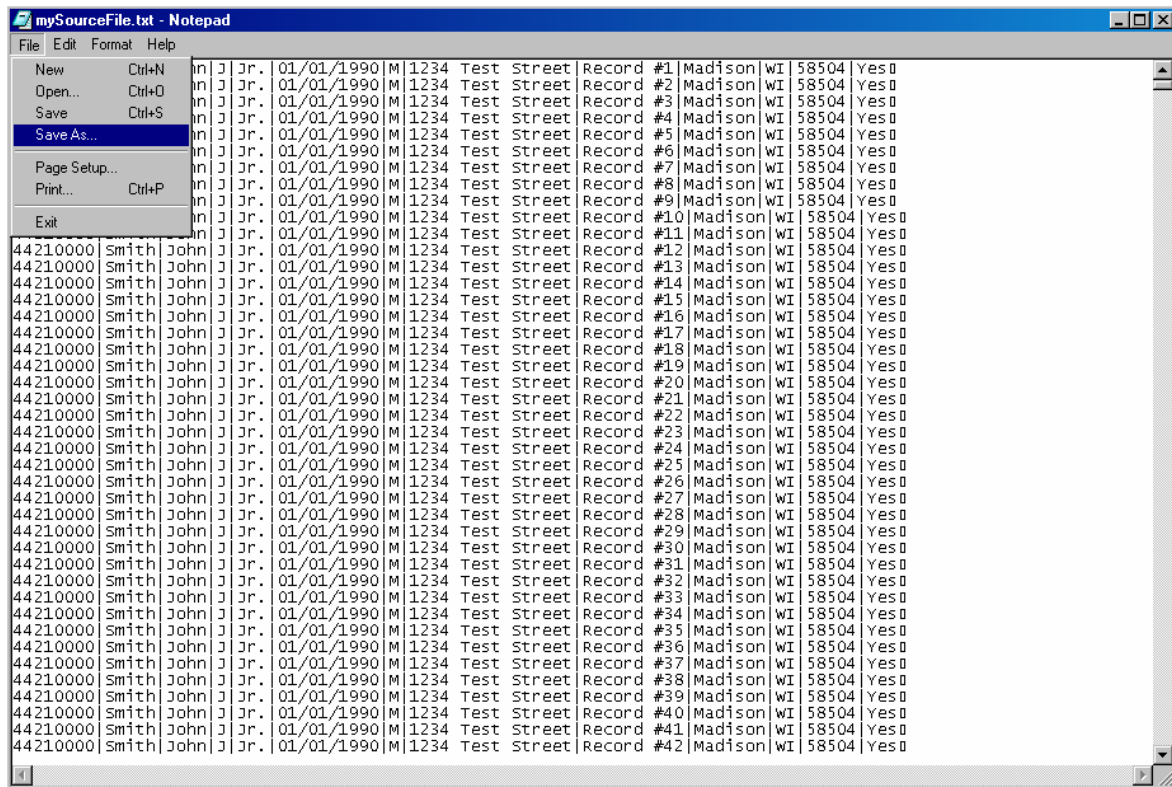 mySourceFile.txt - Notepad
File Edit Format Help
New Ctrl+N
Open... Ctrl+O
Save Ctrl+S
Save As...
Page Setup...
Print... Ctrl+P
Exit
hn|J|Jr.|01/01/1990|M|1234 Test Street|Record #1|Madison|WI|58504|Yes▯
hn|J|Jr.|01/01/1990|M|1234 Test Street|Record #2|Madison|WI|58504|Yes▯
hn|J|Jr.|01/01/1990|M|1234 Test Street|Record #3|Madison|WI|58504|Yes▯
hn|J|Jr.|01/01/1990|M|1234 Test Street|Record #4|Madison|WI|58504|Yes▯
hn|J|Jr.|01/01/1990|M|1234 Test Street|Record #5|Madison|WI|58504|Yes▯
hn|J|Jr.|01/01/1990|M|1234 Test Street|Record #6|Madison|WI|58504|Yes▯
hn|J|Jr.|01/01/1990|M|1234 Test Street|Record #7|Madison|WI|58504|Yes▯
hn|J|Jr.|01/01/1990|M|1234 Test Street|Record #8|Madison|WI|58504|Yes▯
hn|J|Jr.|01/01/1990|M|1234 Test Street|Record #9|Madison|WI|58504|Yes▯
hn|J|Jr.|01/01/1990|M|1234 Test Street|Record #10|Madison|WI|58504|Yes▯
hn|J|Jr.|01/01/1990|M|1234 Test Street|Record #11|Madison|WI|58504|Yes▯
44210000|Smith|John|J|Jr.|01/01/1990|M|1234 Test Street|Record #12|Madison|WI|58504|Yes▯
44210000|Smith|John|J|Jr.|01/01/1990|M|1234 Test Street|Record #13|Madison|WI|58504|Yes▯
44210000|Smith|John|J|Jr.|01/01/1990|M|1234 Test Street|Record #14|Madison|WI|58504|Yes▯
44210000|Smith|John|J|Jr.|01/01/1990|M|1234 Test Street|Record #15|Madison|WI|58504|Yes▯
44210000|Smith|John|J|Jr.|01/01/1990|M|1234 Test Street|Record #16|Madison|WI|58504|Yes▯
44210000|Smith|John|J|Jr.|01/01/1990|M|1234 Test Street|Record #17|Madison|WI|58504|Yes▯
44210000|Smith|John|J|Jr.|01/01/1990|M|1234 Test Street|Record #18|Madison|WI|58504|Yes▯
44210000|Smith|John|J|Jr.|01/01/1990|M|1234 Test Street|Record #19|Madison|WI|58504|Yes▯
44210000|Smith|John|J|Jr.|01/01/1990|M|1234 Test Street|Record #20|Madison|WI|58504|Yes▯
44210000|Smith|John|J|Jr.|01/01/1990|M|1234 Test Street|Record #21|Madison|WI|58504|Yes▯
44210000|Smith|John|J|Jr.|01/01/1990|M|1234 Test Street|Record #22|Madison|WI|58504|Yes▯
44210000|Smith|John|J|Jr.|01/01/1990|M|1234 Test Street|Record #23|Madison|WI|58504|Yes▯
44210000|Smith|John|J|Jr.|01/01/1990|M|1234 Test Street|Record #24|Madison|WI|58504|Yes▯
44210000|Smith|John|J|Jr.|01/01/1990|M|1234 Test Street|Record #25|Madison|WI|58504|Yes▯
44210000|Smith|John|J|Jr.|01/01/1990|M|1234 Test Street|Record #26|Madison|WI|58504|Yes▯
44210000|Smith|John|J|Jr.|01/01/1990|M|1234 Test Street|Record #27|Madison|WI|58504|Yes▯
44210000|Smith|John|J|Jr.|01/01/1990|M|1234 Test Street|Record #28|Madison|WI|58504|Yes▯
44210000|Smith|John|J|Jr.|01/01/1990|M|1234 Test Street|Record #29|Madison|WI|58504|Yes▯
44210000|Smith|John|J|Jr.|01/01/1990|M|1234 Test Street|Record #30|Madison|WI|58504|Yes▯
44210000|Smith|John|J|Jr.|01/01/1990|M|1234 Test Street|Record #31|Madison|WI|58504|Yes▯
44210000|Smith|John|J|Jr.|01/01/1990|M|1234 Test Street|Record #32|Madison|WI|58504|Yes▯
44210000|Smith|John|J|Jr.|01/01/1990|M|1234 Test Street|Record #33|Madison|WI|58504|Yes▯
44210000|Smith|John|J|Jr.|01/01/1990|M|1234 Test Street|Record #34|Madison|WI|58504|Yes▯
44210000|Smith|John|J|Jr.|01/01/1990|M|1234 Test Street|Record #35|Madison|WI|58504|Yes▯
44210000|Smith|John|J|Jr.|01/01/1990|M|1234 Test Street|Record #36|Madison|WI|58504|Yes▯
44210000|Smith|John|J|Jr.|01/01/1990|M|1234 Test Street|Record #37|Madison|WI|58504|Yes▯
44210000|Smith|John|J|Jr.|01/01/1990|M|1234 Test Street|Record #38|Madison|WI|58504|Yes▯
44210000|Smith|John|J|Jr.|01/01/1990|M|1234 Test Street|Record #39|Madison|WI|58504|Yes▯
44210000|Smith|John|J|Jr.|01/01/1990|M|1234 Test Street|Record #40|Madison|WI|58504|Yes▯
44210000|Smith|John|J|Jr.|01/01/1990|M|1234 Test Street|Record #41|Madison|WI|58504|Yes▯
44210000|Smith|John|J|Jr.|01/01/1990|M|1234 Test Street|Record #42|Madison|WI|58504|Yes▯